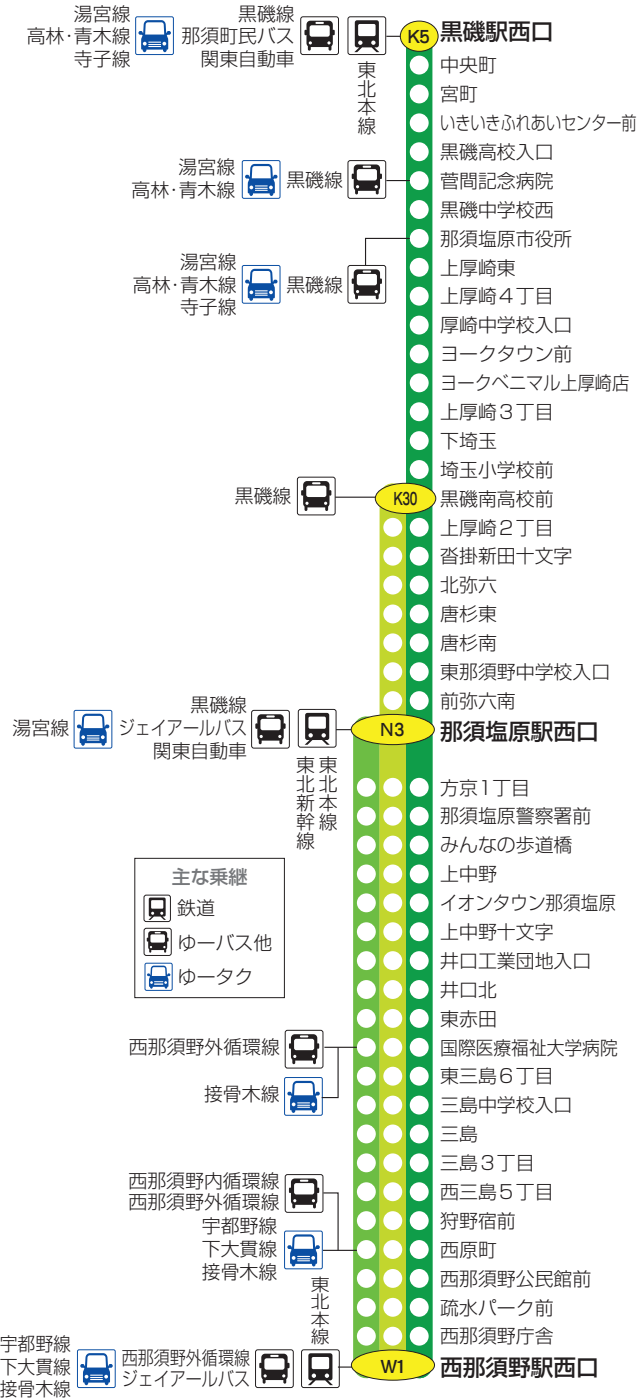 湯宮線
高林・青木線
寺子線
黒磯線
那須町民バス
関東自動車
東北本線
K5
黒磯駅西口
中央町
宮町
いきいきふれあいセンター前
黒磯高校入口
湯宮線
高林・青木線
黒磯線
菅間記念病院
黒磯中学校西
那須塩原市役所
湯宮線
高林・青木線
寺子線
黒磯線
上厚崎東
上厚崎4丁目
厚崎中学校入口
ヨークタウン前
ヨークベニマル上厚崎店
上厚崎3丁目
下埼玉
埼玉小学校前
黒磯線
K30
黒磯南高校前
上厚崎2丁目
沓掛新田十文字
北弥六
唐杉東
唐杉南
東那須野中学校入口
前弥六南
湯宮線
黒磯線
ジェイアールバス
関東自動車
東北本線
東北新幹線
N3
那須塩原駅西口
方京1丁目
那須塩原警察署前
みんなの歩道橋
上中野
イオンタウン那須塩原
上中野十文字
井口工業団地入口
井口北
東赤田
主な乗継
鉄道
ゆーバス他
ゆータク
西那須野外循環線
接骨木線
国際医療福祉大学病院
東三島6丁目
三島中学校入口
三島
三島3丁目
西三島5丁目
狩野宿前
西那須野内循環線
西那須野外循環線
宇都野線
下大貫線
接骨木線
西原町
西那須野公民館前
疏水パーク前
西那須野庁舎
宇都野線
下大貫線
接骨木線
西那須野外循環線
ジェイアールバス
東北本線
W1
西那須野駅西口